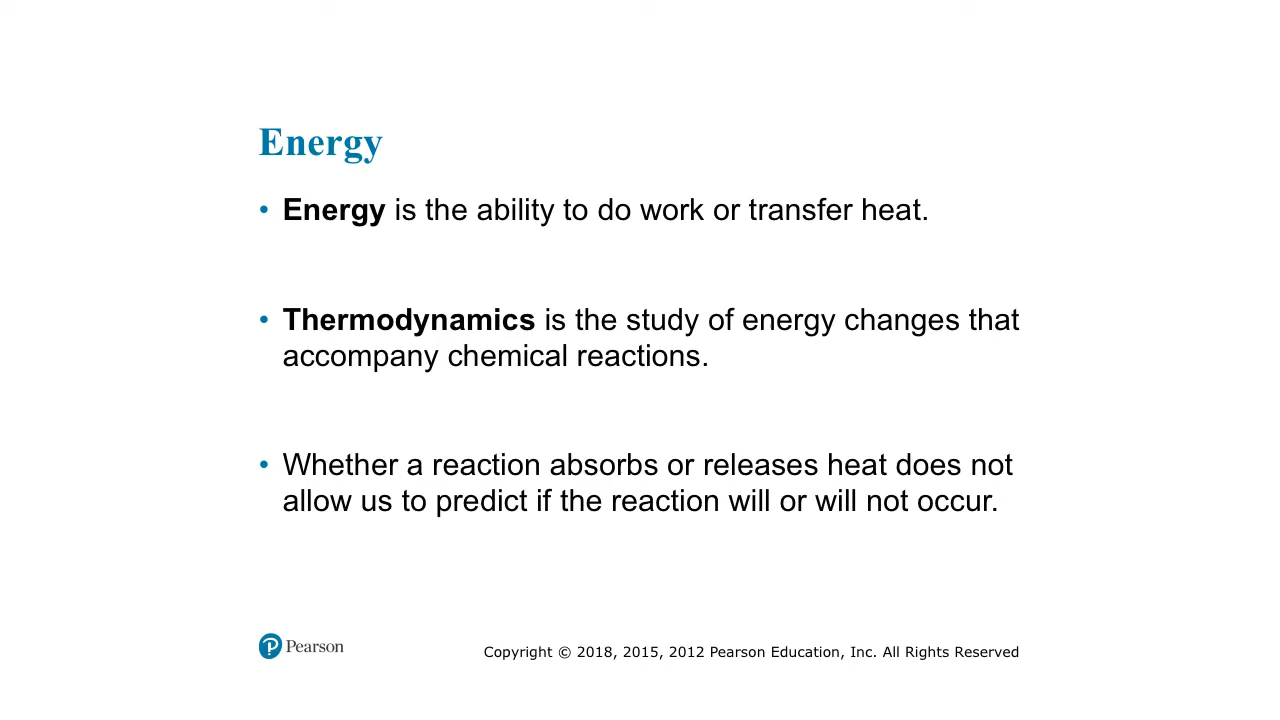 Energy
• Energy is the ability to do work or transfer heat.
• Thermodynamics is the study of energy changes that
accompany chemical reactions.
• Whether a reaction absorbs or releases heat does not
allow us to predict if the reaction will or will not occur.
Pearson
Copyright © 2018, 2015, 2012 Pearson Education, Inc. All Rights Reserved